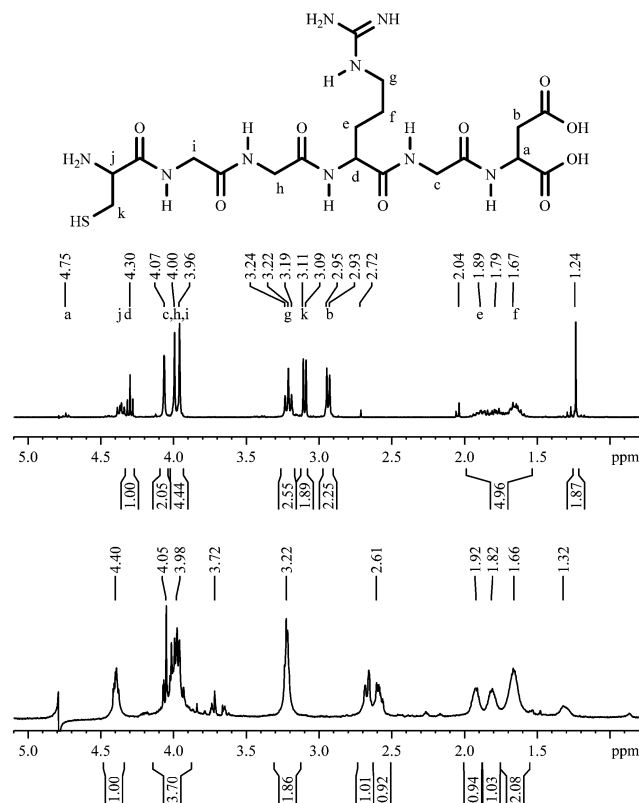 H₂N NH
N
H g
f
O H e O H b O OH
H₂N j i N N N a OH
N h N d c N
H O H O H O
HS k
4.75 4.30 4.07 4.00 3.96 3.24 3.22 3.19 3.11 3.09 2.95 2.93 2.72 2.04 1.89 1.79 1.67 1.24
a j d c,h,i g k b e f
5.0 4.5 4.0 3.5 3.0 2.5 2.0 1.5 ppm
1.00 2.05 4.44 2.55 1.89 2.25 4.96 1.87
4.40 4.05 3.98 3.72 3.22 2.61 1.92 1.82 1.66 1.32
5.0 4.5 4.0 3.5 3.0 2.5 2.0 1.5 ppm
1.00 3.70 1.86 1.01 0.92 0.94 1.03 2.08